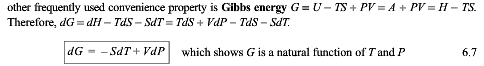 other frequently used convenience property is Gibbs energy G ≡ U – TS + PV = A + PV = H – TS.
Therefore, dG = dH – TdS – SdT = TdS + VdP – TdS – SdT.
dG = – SdT + VdP which shows G is a natural function of T and P 6.7